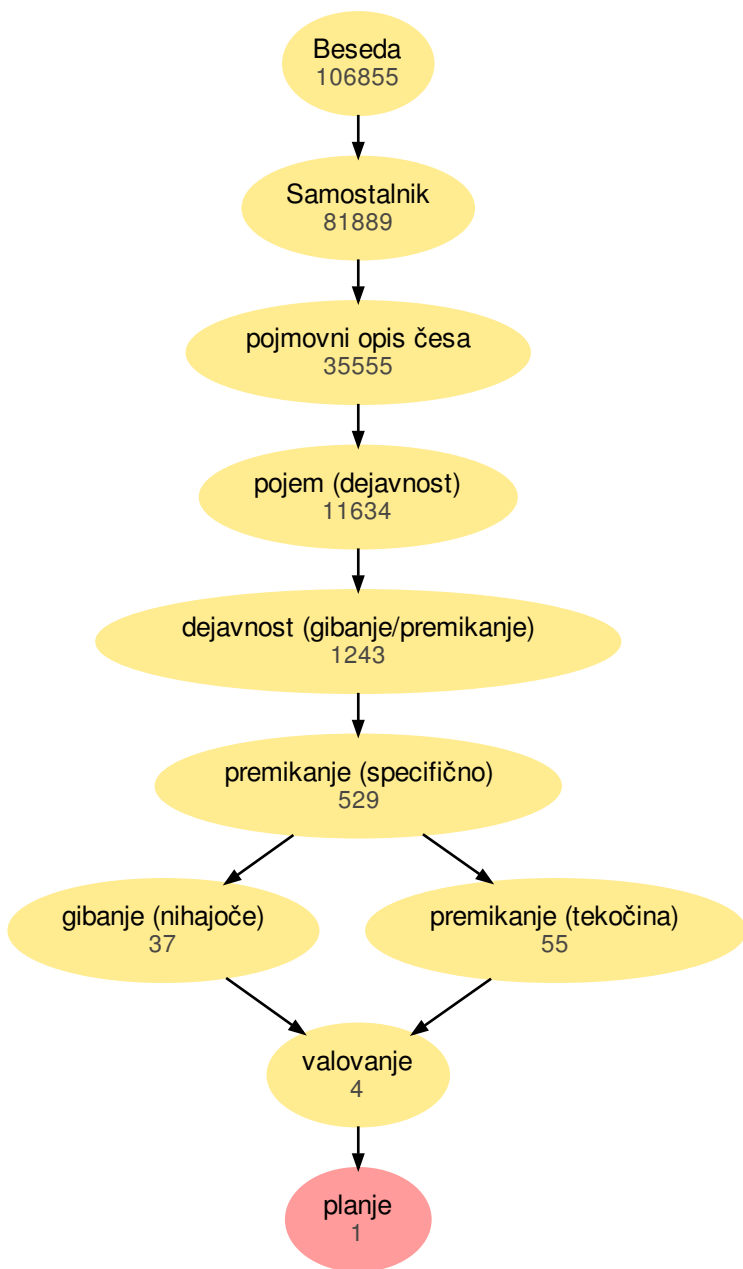 Beseda
106855
Samostalnik
81889
pojmovni opis česa
35555
pojem (dejavnost)
11634
dejavnost (gibanje/premikanje)
1243
premikanje (specifično)
529
gibanje (nihajoče)
37
premikanje (tekočina)
55
valovanje
4
planje
1